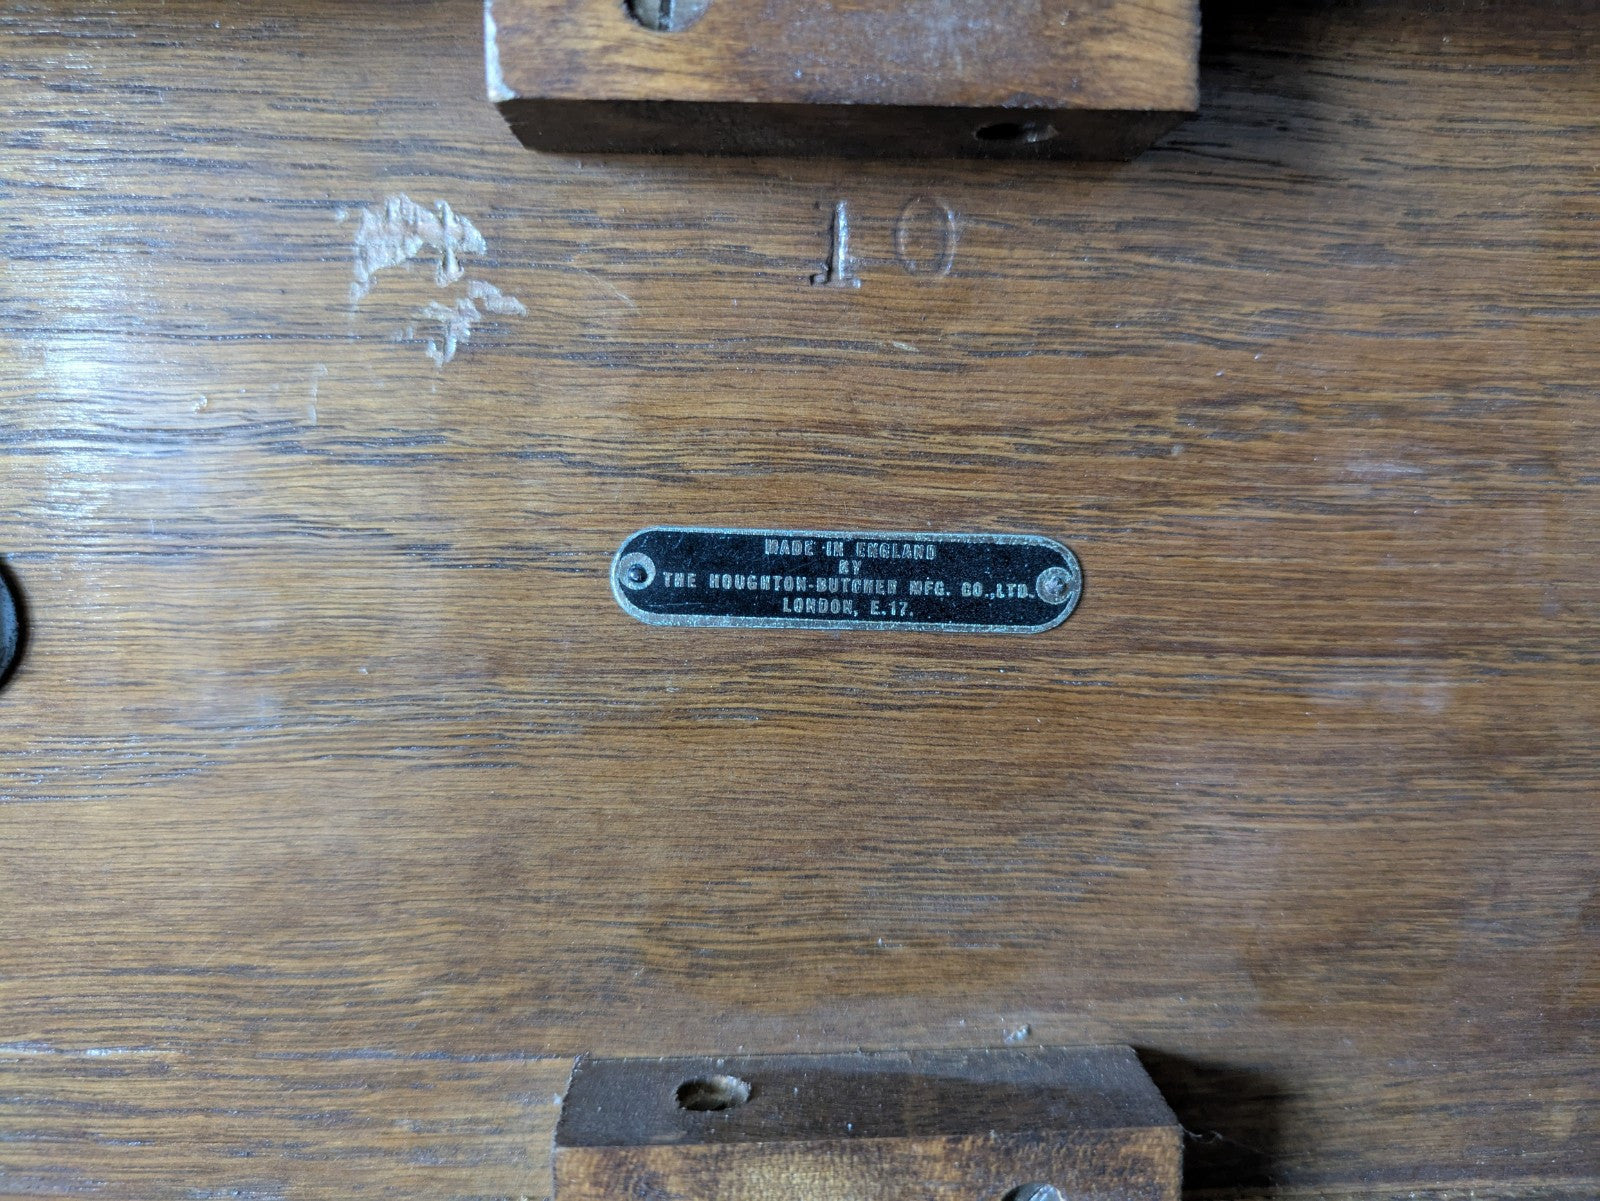 10
MADE IN ENGLAND
BY
THE HOUGHTON-BUTCHER MFG. CO.,LTD.
LONDON, E.17.